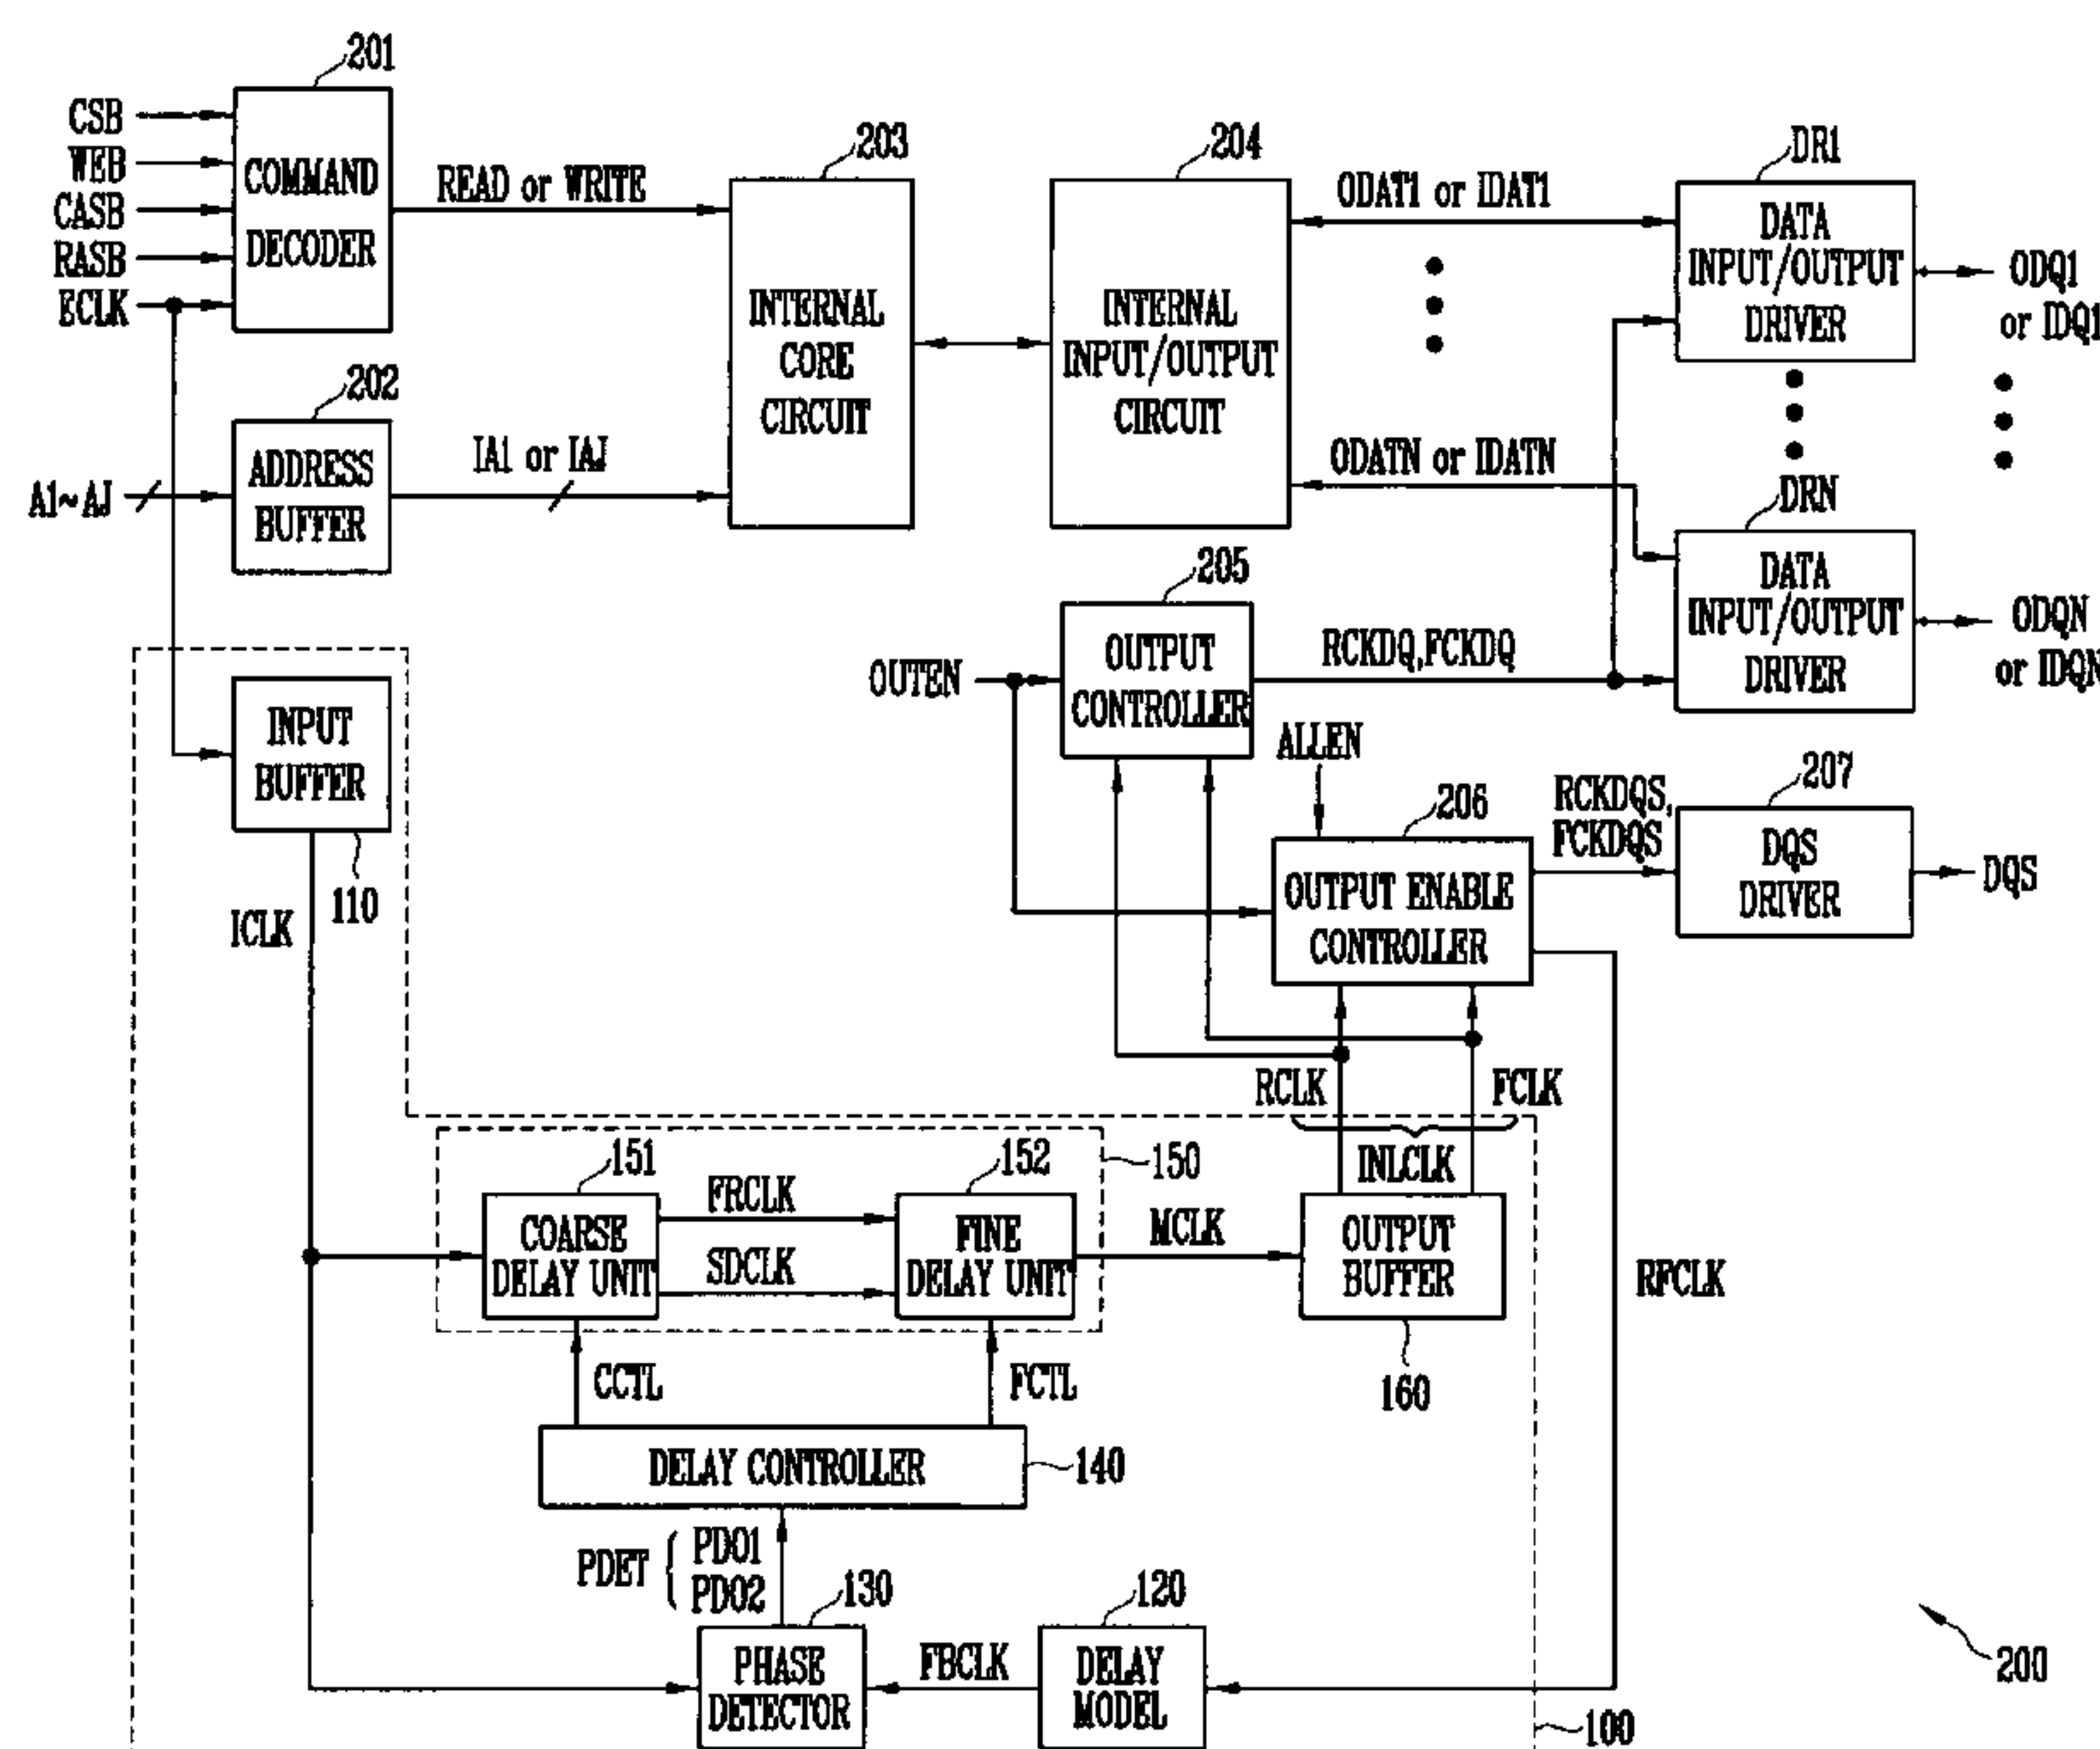 201
CSB
WEB
CASB
RASB
ECLK
COMMAND
DECODER
READ or WRITE
203
INTERNAL
CORE
CIRCUIT
204
INTERNAL
INPUT/OUTPUT
CIRCUIT
ODAT1 or IDAT1
DR1
DATA
INPUT/OUTPUT
DRIVER
ODQ1
or IDQ1
202
A1~AJ
ADDRESS
BUFFER
IA1 or IAJ
ODATN or IDATN
DRN
DATA
INPUT/OUTPUT
DRIVER
ODQN
or IDQN
205
OUTEN
OUTPUT
CONTROLLER
RCKDQ,FCKDQ
INPUT
BUFFER
110
ICLK
ALLEN
206
OUTPUT ENABLE
CONTROLLER
RCKDQS,
FCKDQS
207
DQS
DRIVER
DQS
RCLK
FCLK
INLCLK
150
151
COARSE
DELAY UNIT
FRCLK
SDCLK
152
FINE
DELAY UNIT
MCLK
OUTPUT
BUFFER
160
RFCLK
CCTL
FCTL
DELAY CONTROLLER
140
PDET
PDO1
PDO2
130
PHASE
DETECTOR
FBCLK
120
DELAY
MODEL
200
100